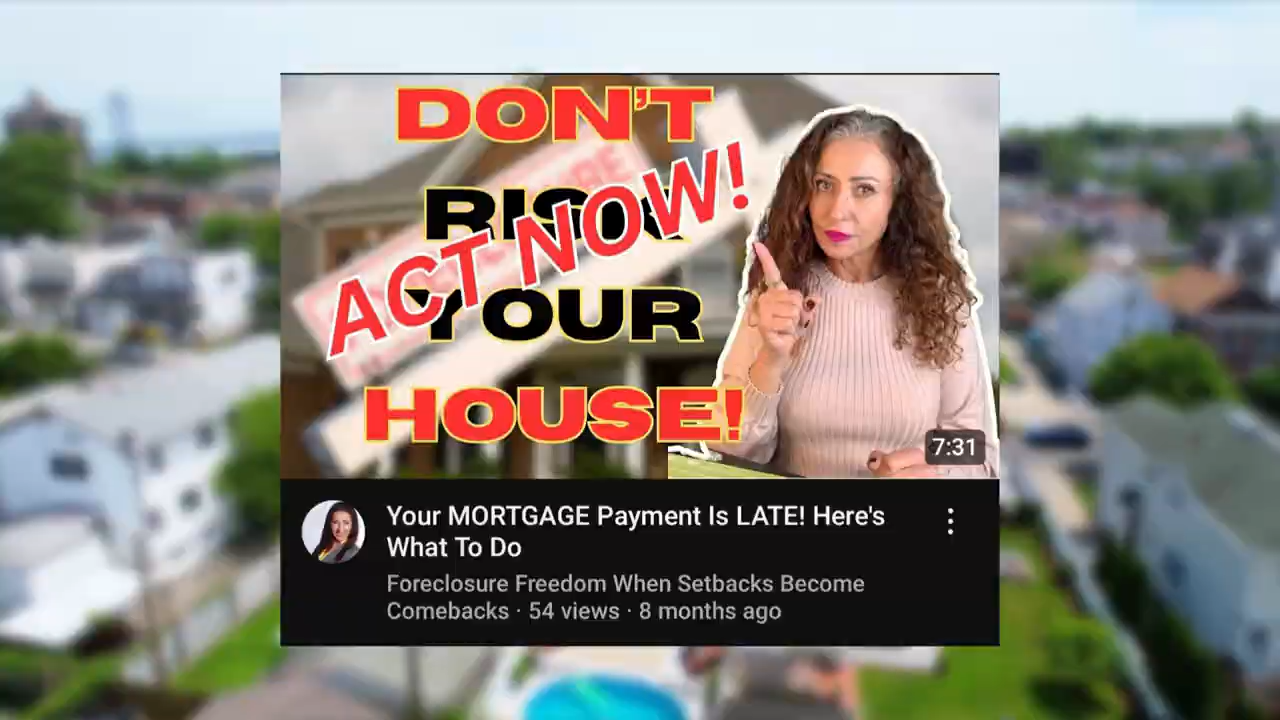 DON'T
RISK
ACT NOW!
YOUR
HOUSE!
7:31
Your MORTGAGE Payment Is LATE! Here's
What To Do
Foreclosure Freedom When Setbacks Become
Comebacks · 54 views · 8 months ago